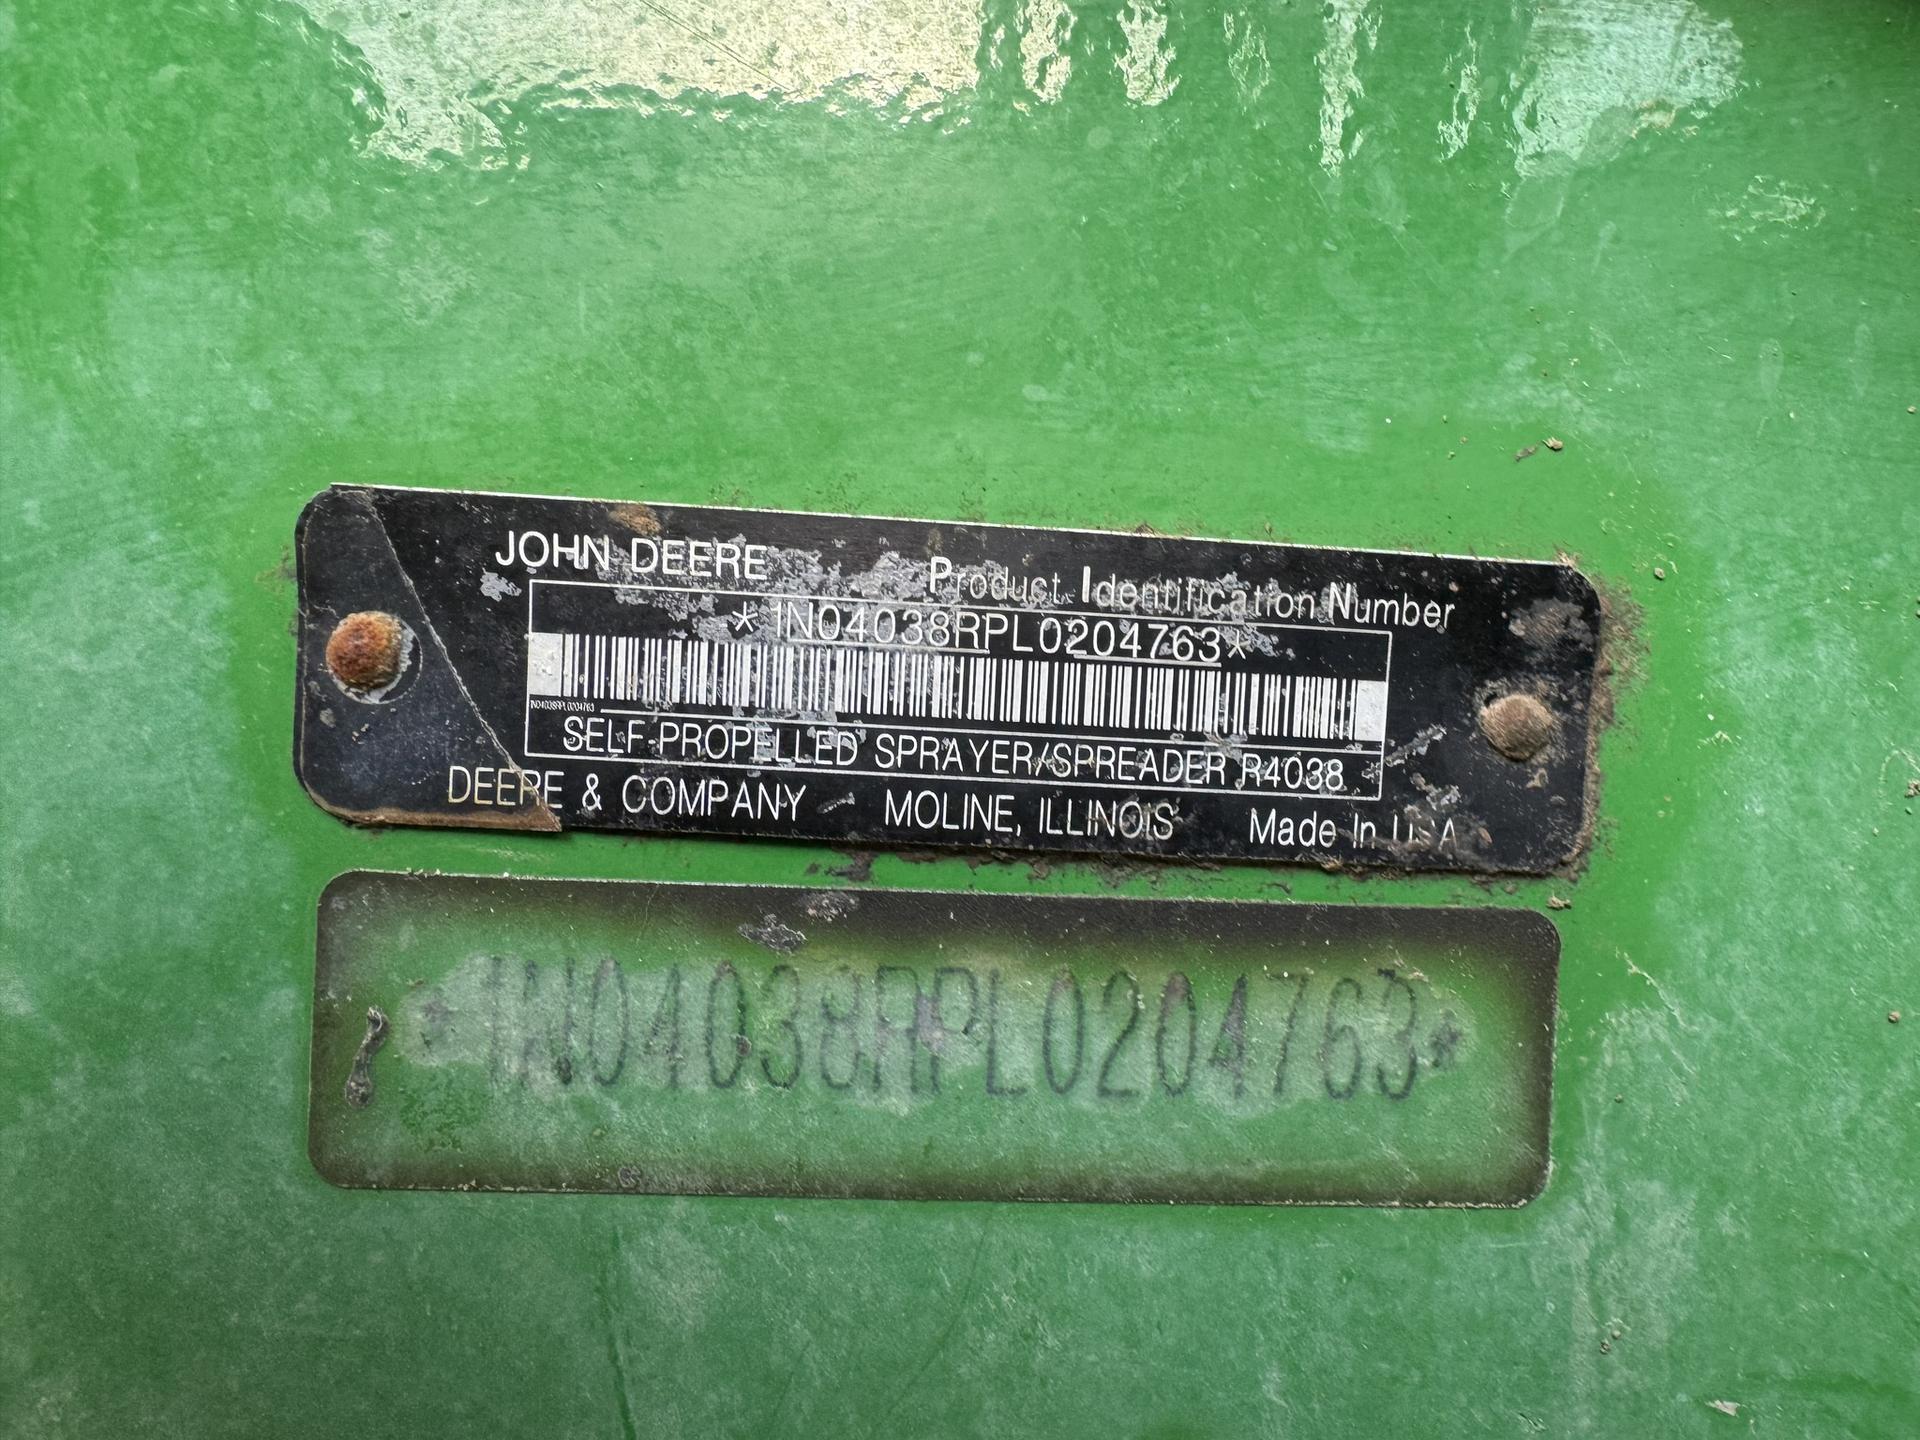 JOHN DEERE Product Identification Number
*1N04038RPL0204763*
1N04038RPL0204763
SELF PROPELLED SPRAYER/SPREADER R4038
DEERE & COMPANY MOLINE, ILLINOIS Made In USA
*1N04038RPL0204763*